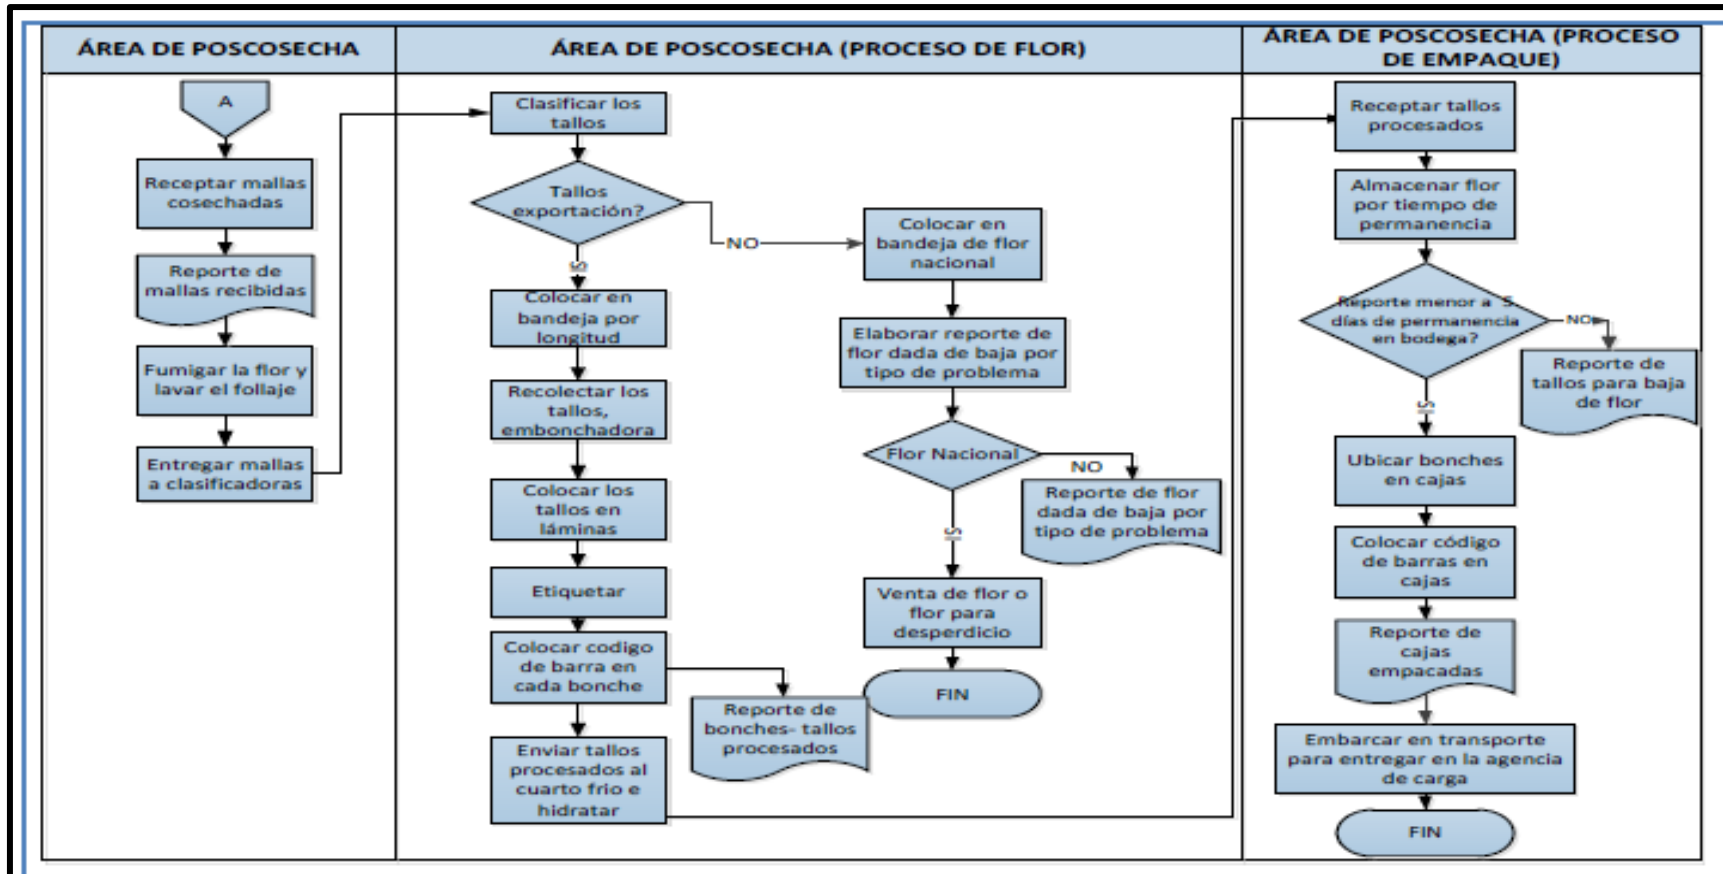 ÁREA DE POSCOSECHA
A
Receptar mallas
cosechadas
Reporte de
mallas recibidas
Fumigar la flor y
lavar el follaje
Entregar mallas
a clasificadoras
ÁREA DE POSCOSECHA (PROCESO DE FLOR)
Clasificar los
tallos
Tallos
exportación?
SI
NO
Colocar en
bandeja por
longitud
Recolectar los
tallos,
embonchadora
Colocar los
tallos en
láminas
Etiquetar
Colocar codigo
de barra en
cada bonche
Reporte de
bonches- tallos
procesados
Enviar tallos
procesados al
cuarto frio e
hidratar
Colocar en
bandeja de flor
nacional
Elaborar reporte de
flor dada de baja por
tipo de problema
Flor Nacional
NO
Reporte de flor
dada de baja por
tipo de problema
SI
Venta de flor o
flor para
desperdicio
FIN
ÁREA DE POSCOSECHA (PROCESO
DE EMPAQUE)
Receptar tallos
procesados
Almacenar flor
por tiempo de
permanencia
Reporte menor a 5
días de permanencia
en bodega?
NO
Reporte de
tallos para baja
de flor
SI
Ubicar bonches
en cajas
Colocar código
de barras en
cajas
Reporte de
cajas
empacadas
Embarcar en transporte
para entregar en la agencia
de carga
FIN